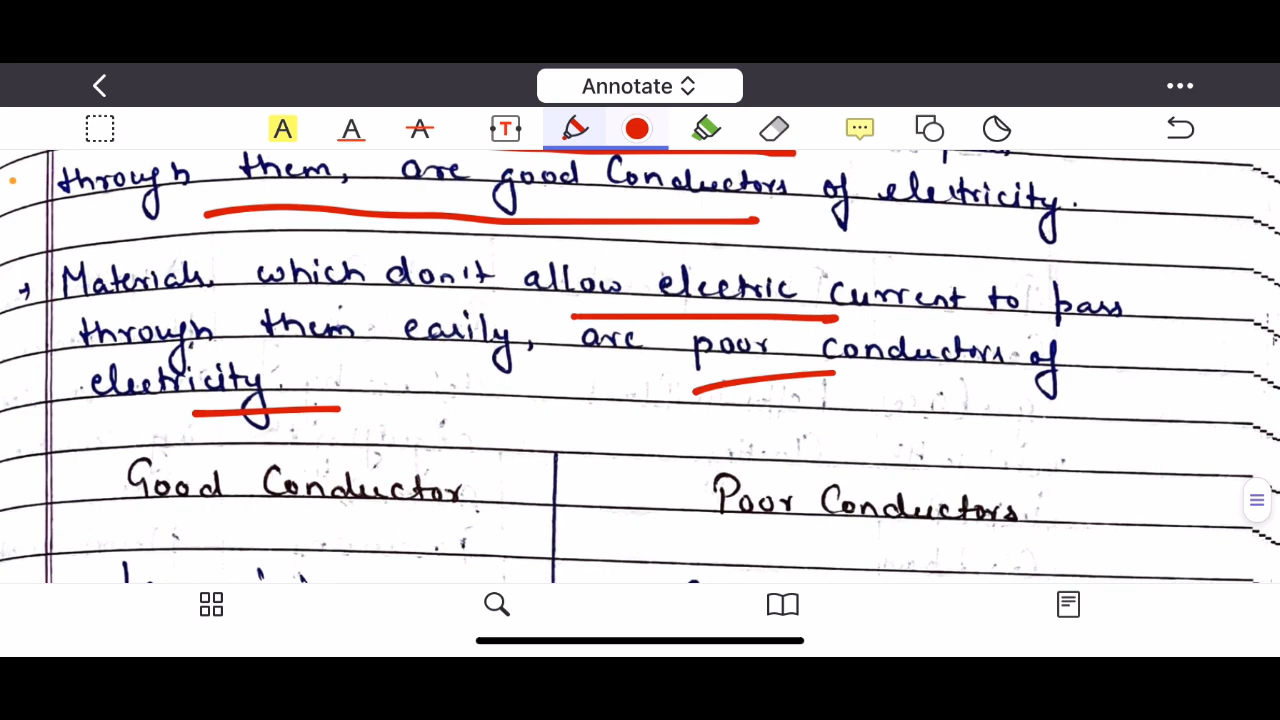 Annotate
A A A T
through them, are good Conductors of electricity.
→ Materials which don't allow electric current to pass
through them easily, are poor conductors of
electricity.
Good Conductor Poor Conductors